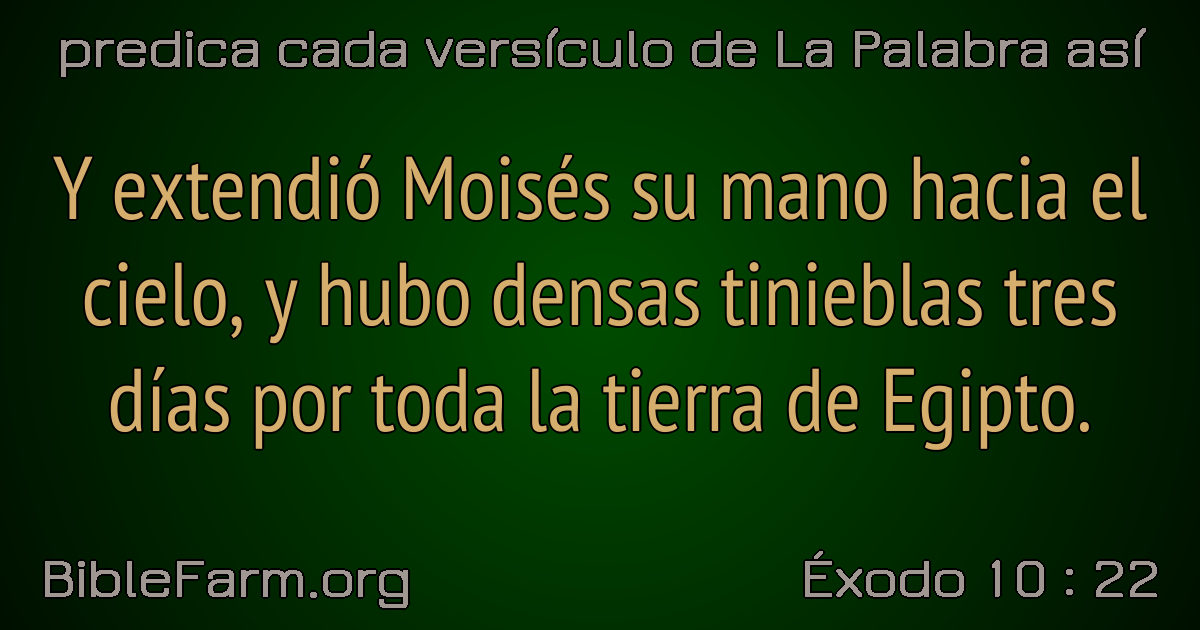 predica cada versículo de La Palabra así
Y extendió Moisés su mano hacia el
cielo, y hubo densas tinieblas tres
días por toda la tierra de Egipto.
BibleFarm.org
Éxodo 10 : 22